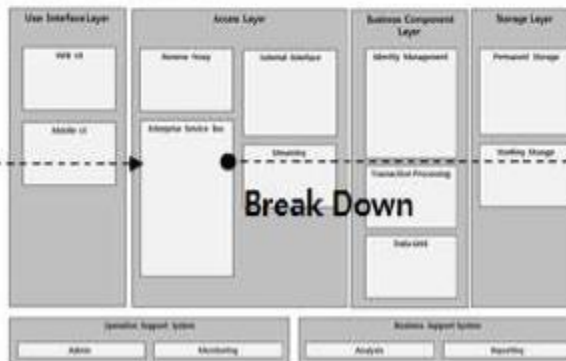 User Interface Layer
Access Layer
Business Component
Layer
Storage Layer
Web UI
Reverse Proxy
External Interface
Identity Management
Permanent Storage
Mobile UI
Enterprise Service Bus
Streaming
Working Storage
Transaction Processing
Break Down
Data Grid
Operation Support System
Business Support System
Admin
Monitoring
Analysis
Reporting